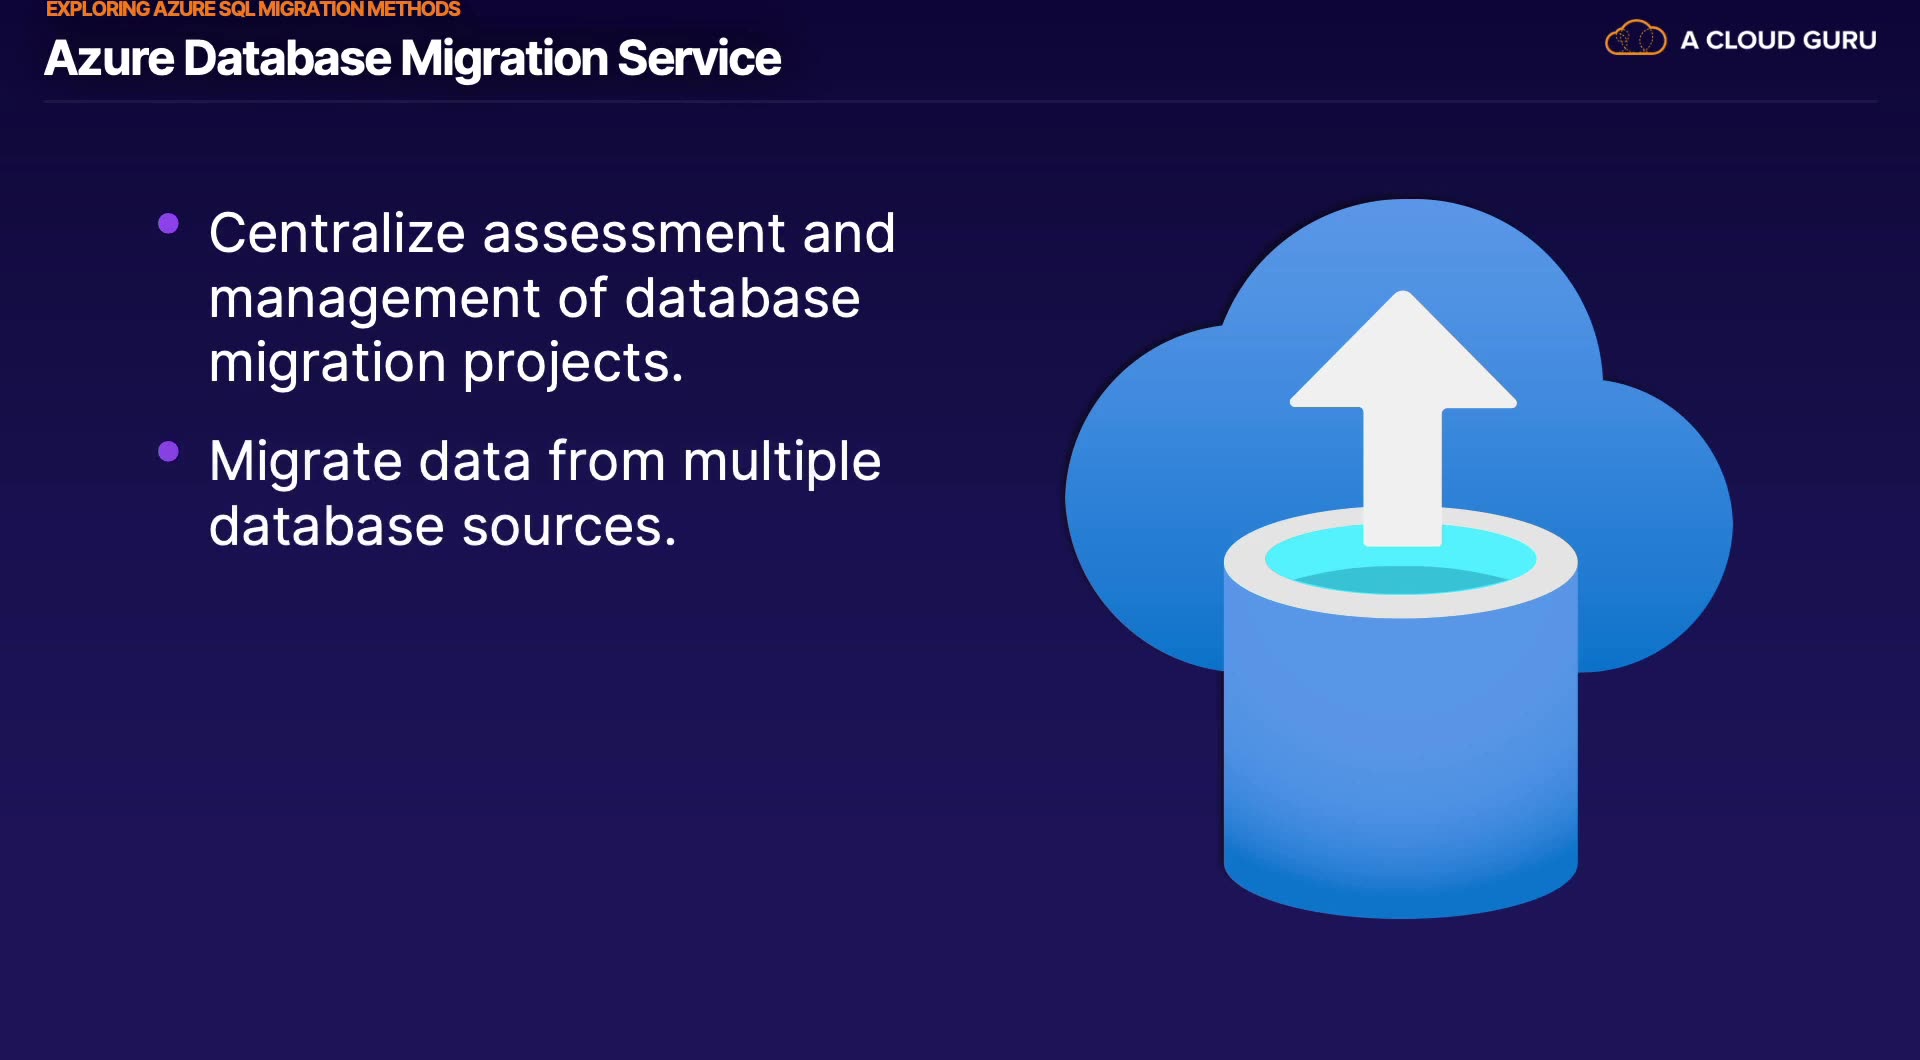 EXPLORING AZURE SQL MIGRATION METHODS
Azure Database Migration Service
A CLOUD GURU
Centralize assessment and
management of database
migration projects.
Migrate data from multiple
database sources.